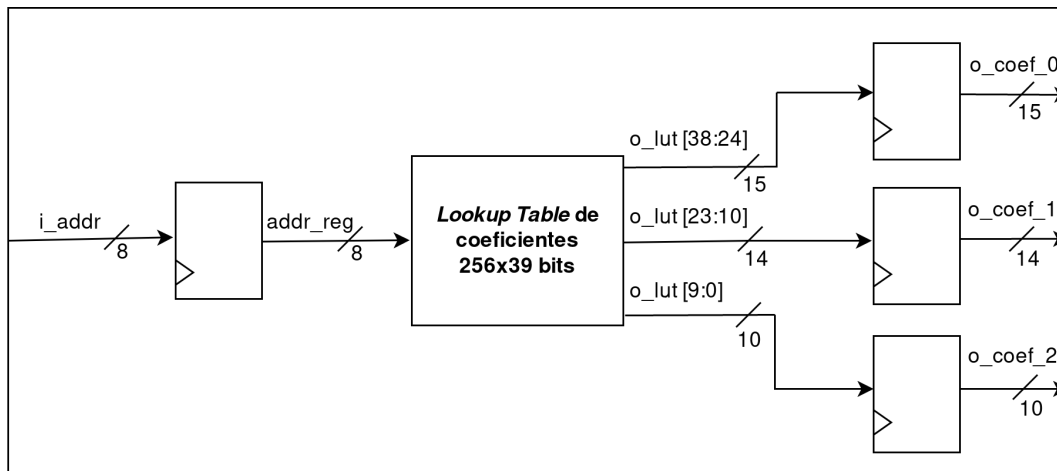 o_coef_0
15
o_lut [38:24]
15
i_addr
8
addr_reg
8
Lookup Table de
coeficientes
256x39 bits
o_lut [23:10]
14
o_coef_1
14
o_lut [9:0]
10
o_coef_2
10